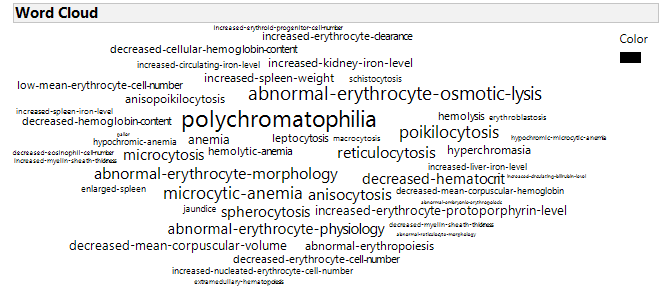 Word Cloud
Color
increased-erythroid-progenitor-cell-number
increased-erythrocyte-clearance
decreased-cellular-hemoglobin-content
increased-circulating-iron-level
increased-kidney-iron-level
increased-spleen-weight
schistocytosis
low-mean-erythrocyte-cell-number
abnormal-erythrocyte-osmotic-lysis
anisopoikilocytosis
increased-spleen-iron-level
decreased-hemoglobin-content
polychromatophilia
hemolysis
erythroblastosis
pallor
hypochromic-anemia
anemia
leptocytosis
macrocytosis
poikilocytosis
hypochromic-microcytic-anemia
decreased-eosinophil-cell-number
increased-myelin-sheath-thickness
microcytosis
hemolytic-anemia
reticulocytosis
hyperchromasia
increased-liver-iron-level
abnormal-erythrocyte-morphology
decreased-hematocrit
increased-circulating-bilirubin-level
enlarged-spleen
microcytic-anemia
anisocytosis
decreased-mean-corpuscular-hemoglobin
abnormal-embryonic-erythropoiesis
jaundice
spherocytosis
increased-erythrocyte-protoporphyrin-level
abnormal-erythrocyte-physiology
decreased-myelin-sheath-thickness
abnormal-reticulocyte-morphology
decreased-mean-corpuscular-volume
abnormal-erythropoiesis
decreased-erythrocyte-cell-number
increased-nucleated-erythrocyte-cell-number
extramedullary-hematopoiesis